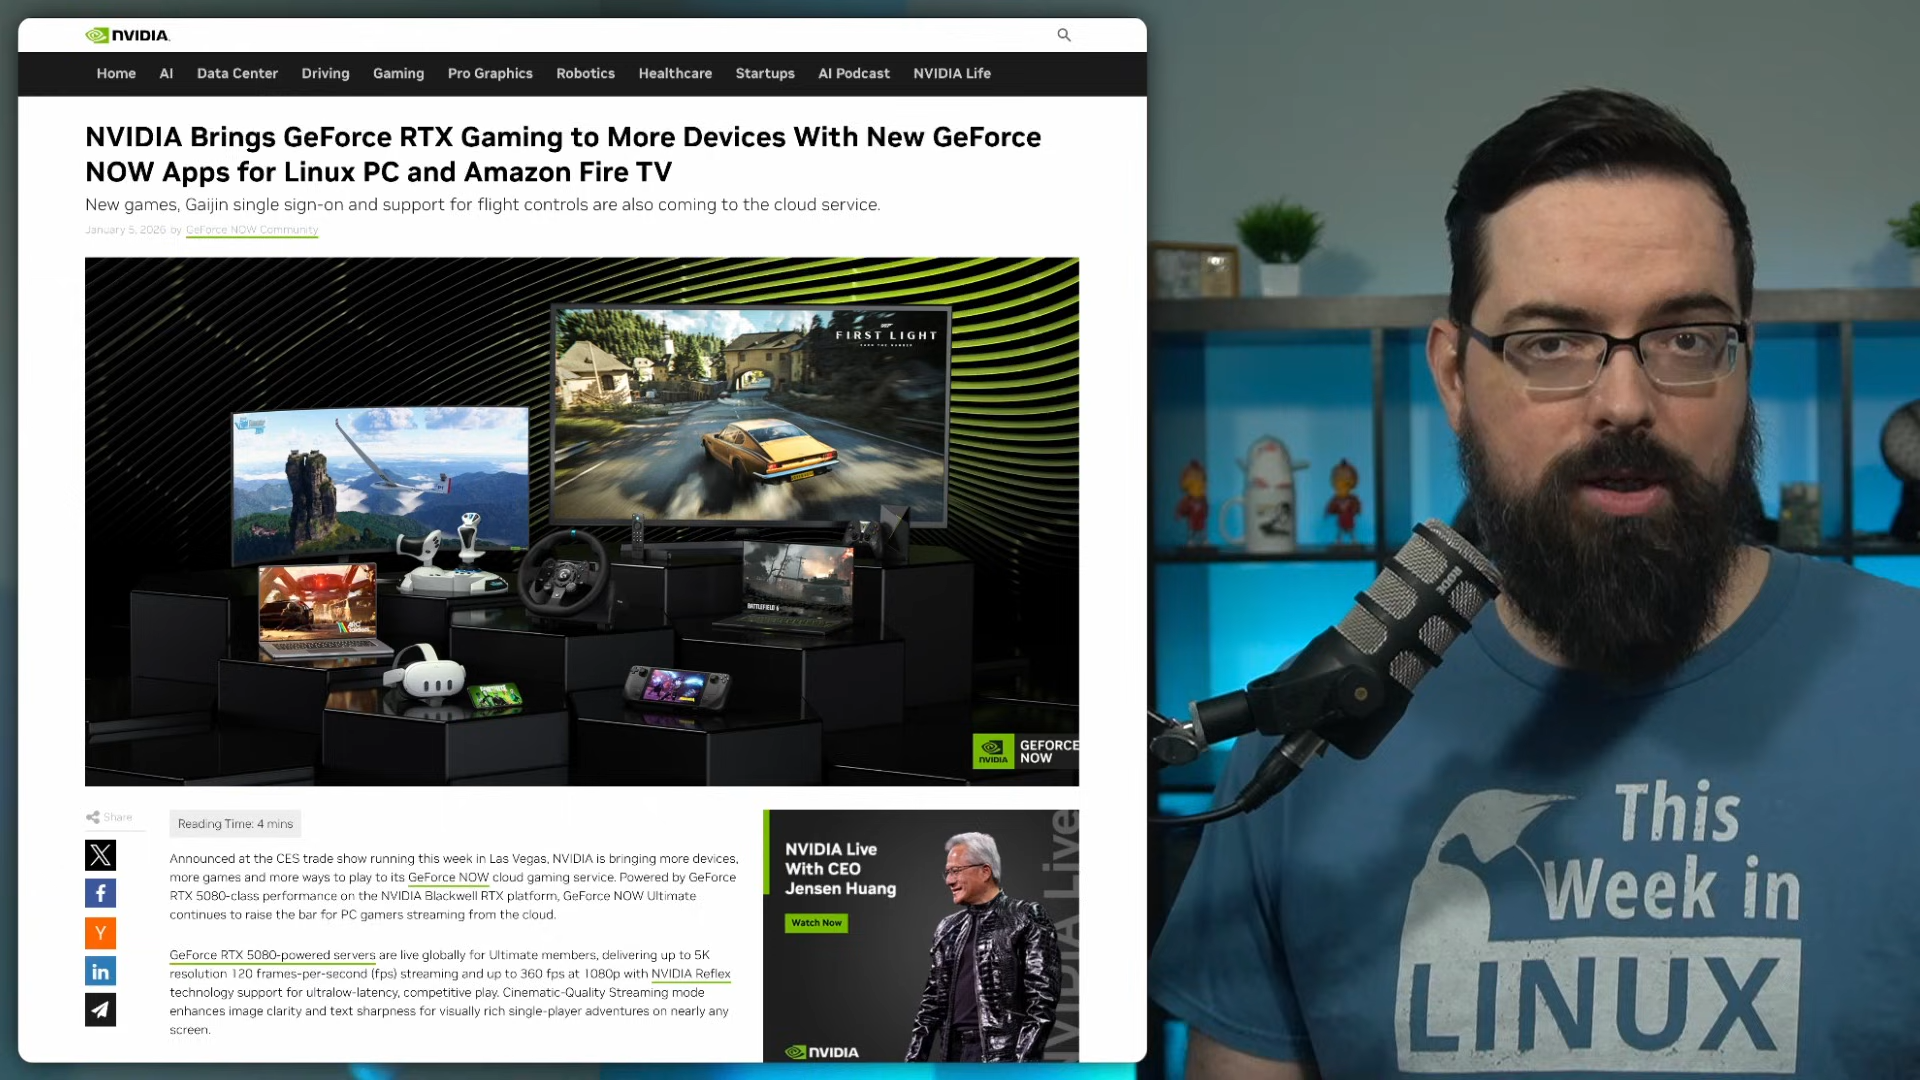 NVIDIA
Home AI Data Center Driving Gaming Pro Graphics Robotics Healthcare Startups AI Podcast NVIDIA Life
NVIDIA Brings GeForce RTX Gaming to More Devices With New GeForce
NOW Apps for Linux PC and Amazon Fire TV
New games, Gaijin single sign-on and support for flight controls are also coming to the cloud service.
January 5, 2026 by GeForce NOW Community
FIRST LIGHT
BATTLEFIELD 6
NVIDIA
GEFORCE
NOW
Share
Reading Time: 4 mins
Announced at the CES trade show running this week in Las Vegas, NVIDIA is bringing more devices,
more games and more ways to play to its GeForce NOW cloud gaming service. Powered by GeForce
RTX 5080-class performance on the NVIDIA Blackwell RTX platform, GeForce NOW Ultimate
continues to raise the bar for PC gamers streaming from the cloud.
GeForce RTX 5080-powered servers are live globally for Ultimate members, delivering up to 5K
resolution 120 frames-per-second (fps) streaming and up to 360 fps at 1080p with NVIDIA Reflex
technology support for ultralow-latency, competitive play. Cinematic-Quality Streaming mode
enhances image clarity and text sharpness for visually rich single-player adventures on nearly any
screen.
X
f
Y
in
NVIDIA Live
With CEO
Jensen Huang
Watch Now
NVIDIA Live
NVIDIA
RODE
This
Week in
LINUX